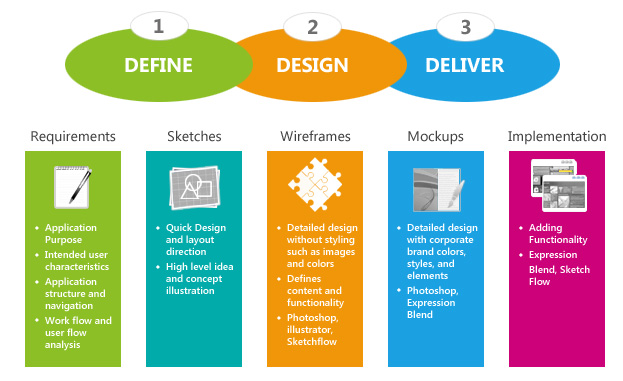 1
2
3
DEFINE
DESIGN
DELIVER
Requirements
Sketches
Wireframes
Mockups
Implementation
Application
Purpose
Intended user
characteristics
Application
structure and
navigation
Work flow and
user flow
analysis
Quick Design
and layout
direction
High level idea
and concept
illustration
Detailed design
without styling
such as images
and colors
Defines
content and
functionality
Photoshop,
illustrator,
Sketchflow
Detailed design
with corporate
brand colors,
styles, and
elements
Photoshop,
Expression
Blend
Adding
Functionality
Expression
Blend, Sketch
Flow